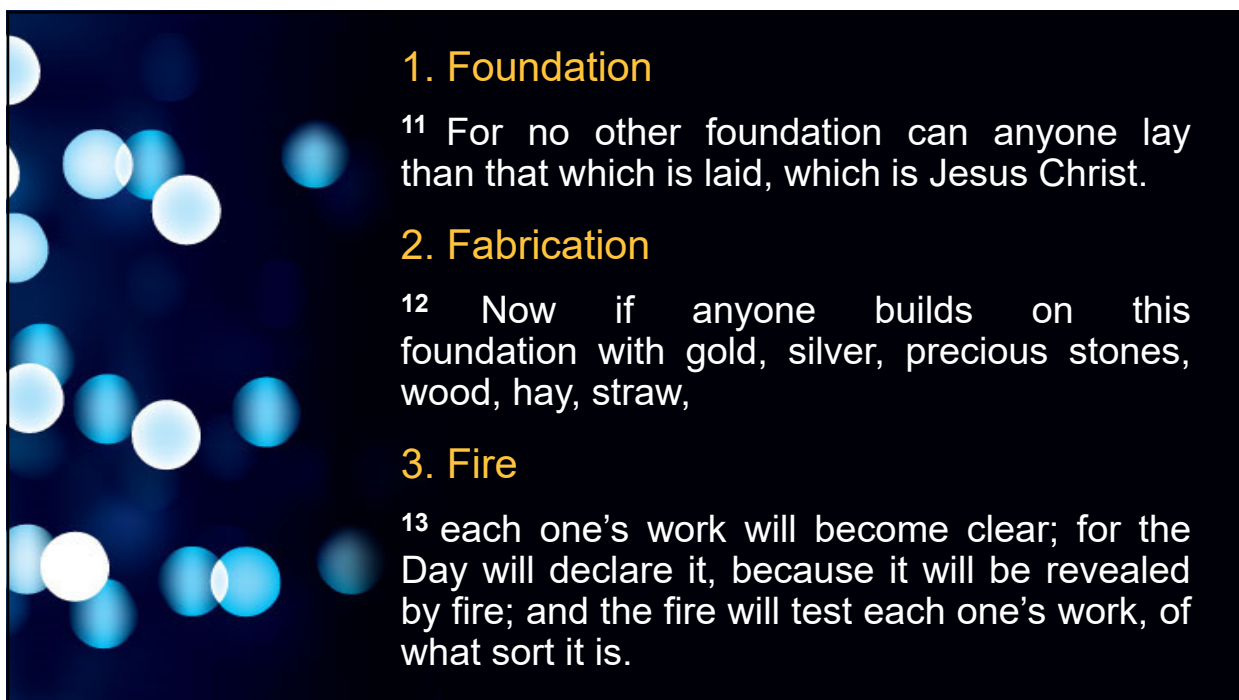 1. Foundation
11 For no other foundation can anyone lay
than that which is laid, which is Jesus Christ.
2. Fabrication
12 Now if anyone builds on this
foundation with gold, silver, precious stones,
wood, hay, straw,
3. Fire
13 each one’s work will become clear; for the
Day will declare it, because it will be revealed
by fire; and the fire will test each one’s work, of
what sort it is.